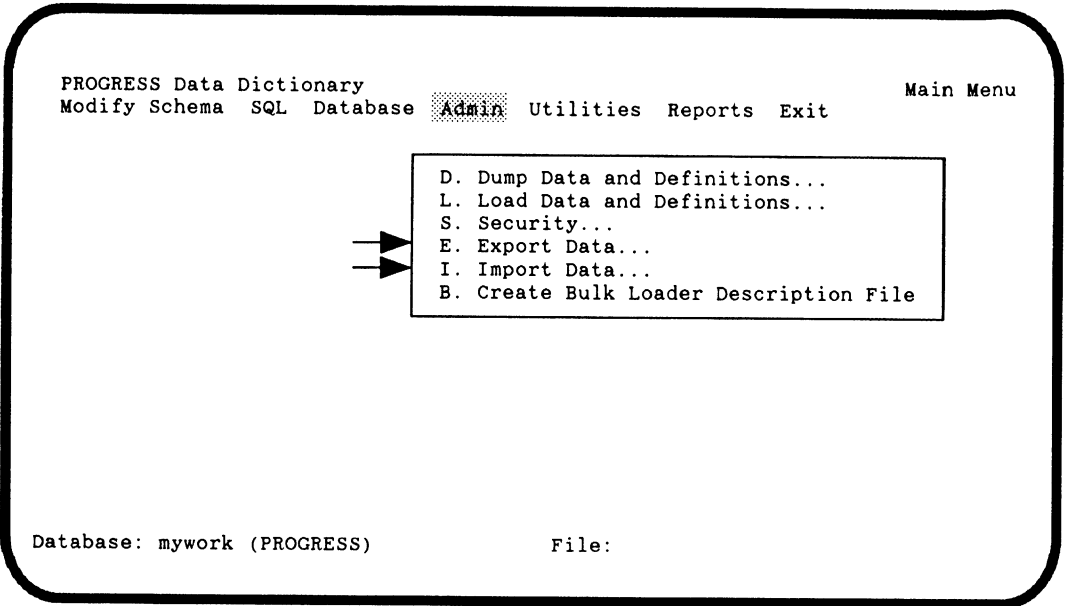 PROGRESS Data Dictionary Main Menu
Modify Schema SQL Database Admin Utilities Reports Exit
D. Dump Data and Definitions...
L. Load Data and Definitions...
S. Security...
E. Export Data...
I. Import Data...
B. Create Bulk Loader Description File
Database: mywork (PROGRESS) File: